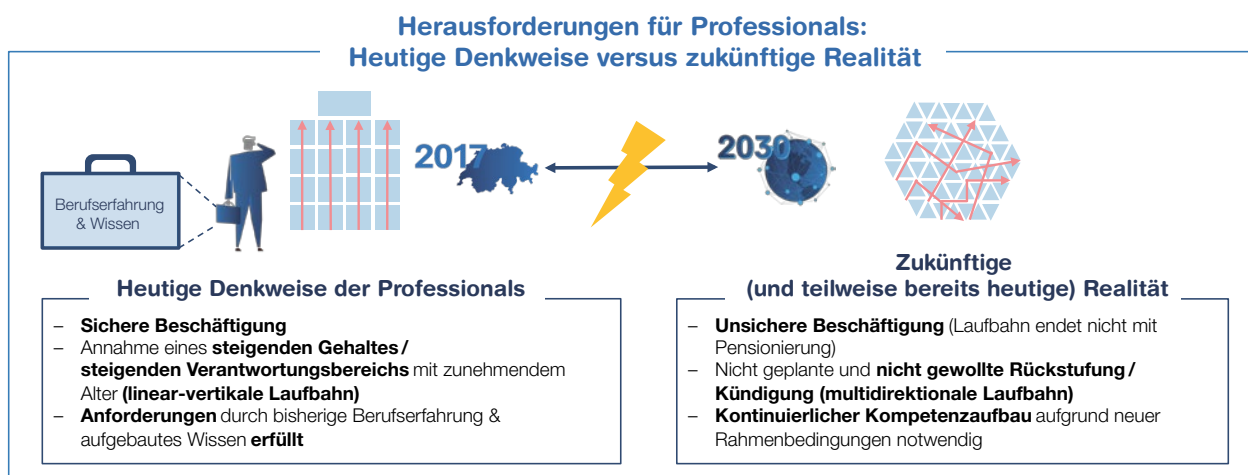 Herausforderungen für Professionals:
Heutige Denkweise versus zukünftige Realität
Berufserfahrung
& Wissen
2017
2030
Heutige Denkweise der Professionals
– Sichere Beschäftigung
– Annahme eines steigenden Gehaltes /
steigenden Verantwortungsbereichs mit zunehmendem
Alter (linear-vertikale Laufbahn)
– Anforderungen durch bisherige Berufserfahrung &
aufgebautes Wissen erfüllt
Zukünftige
(und teilweise bereits heutige) Realität
– Unsichere Beschäftigung (Laufbahn endet nicht mit
Pensionierung)
– Nicht geplante und nicht gewollte Rückstufung /
Kündigung (multidirektionale Laufbahn)
– Kontinuierlicher Kompetenzaufbau aufgrund neuer
Rahmenbedingungen notwendig